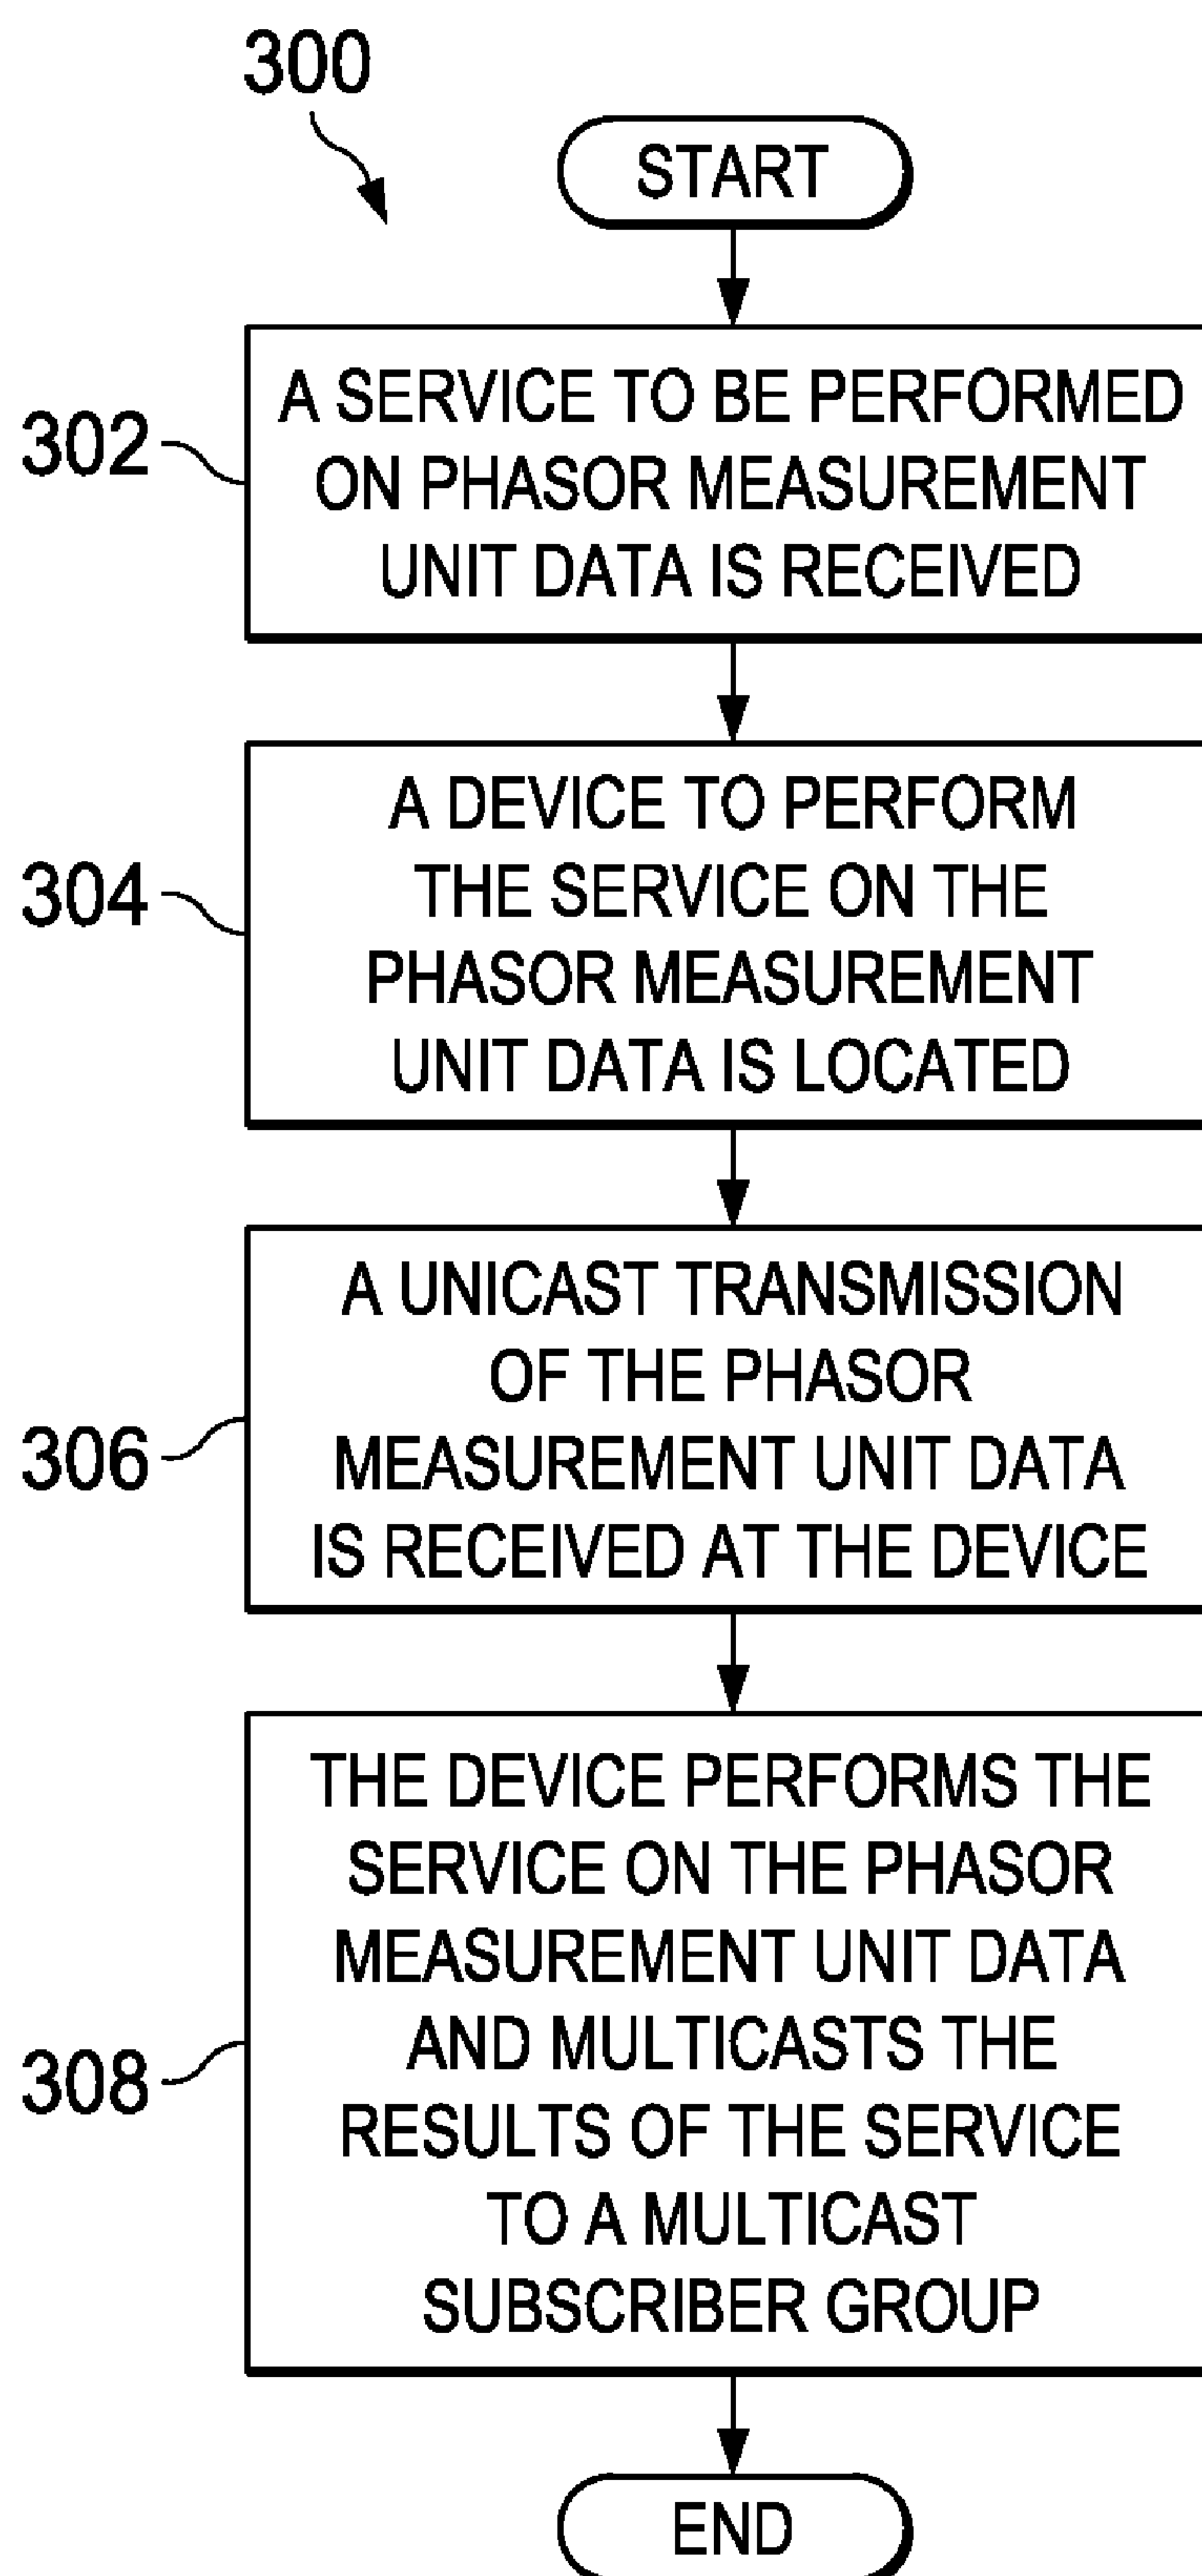 300
START
302
A SERVICE TO BE PERFORMED
ON PHASOR MEASUREMENT
UNIT DATA IS RECEIVED
304
A DEVICE TO PERFORM
THE SERVICE ON THE
PHASOR MEASUREMENT
UNIT DATA IS LOCATED
306
A UNICAST TRANSMISSION
OF THE PHASOR
MEASUREMENT UNIT DATA
IS RECEIVED AT THE DEVICE
308
THE DEVICE PERFORMS THE
SERVICE ON THE PHASOR
MEASUREMENT UNIT DATA
AND MULTICASTS THE
RESULTS OF THE SERVICE
TO A MULTICAST
SUBSCRIBER GROUP
END